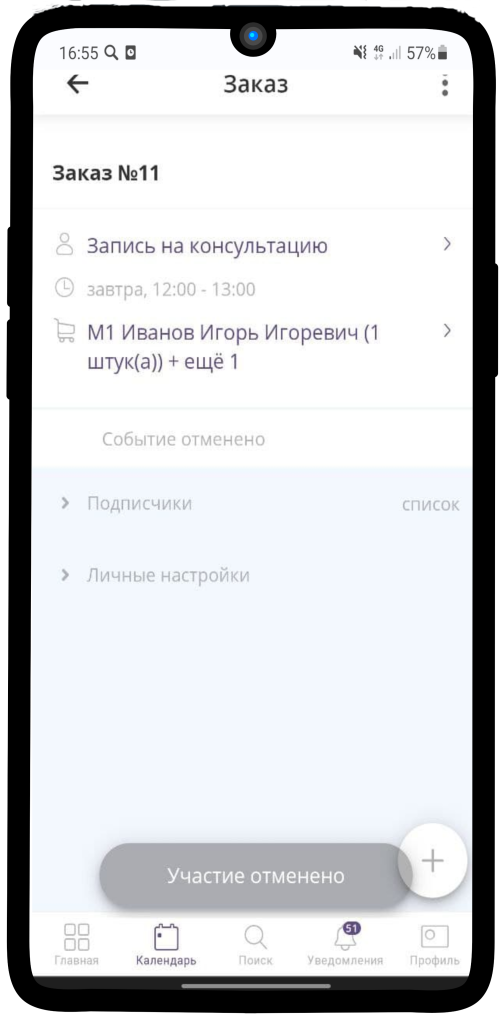 16:55
4G 57%
Заказ
Заказ №11
Запись на консультацию
завтра, 12:00 - 13:00
М1 Иванов Игорь Игоревич (1
штук(а)) + ещё 1
Событие отменено
Подписчики список
Личные настройки
Участие отменено
51
Главная Календарь Поиск Уведомления Профиль